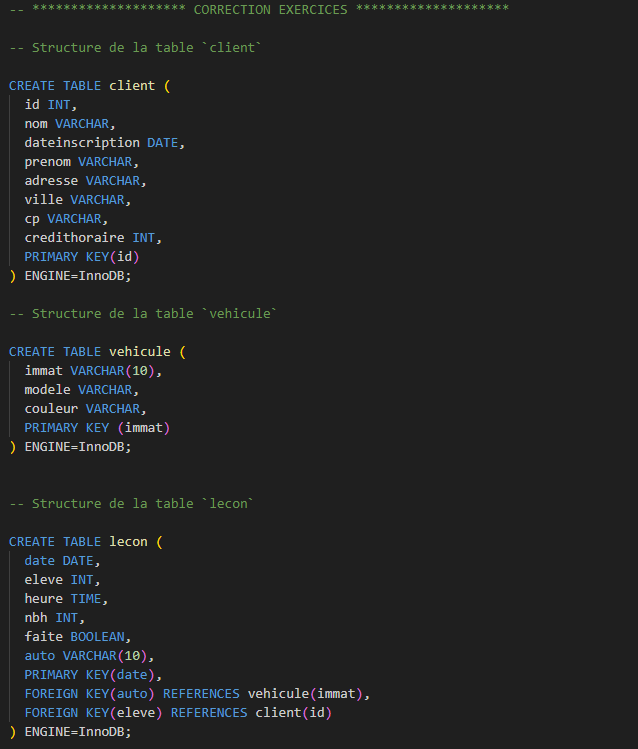 -- ******************** CORRECTION EXERCICES ********************
-- Structure de la table `client`
CREATE TABLE client (
id INT,
nom VARCHAR,
dateinscription DATE,
prenom VARCHAR,
adresse VARCHAR,
ville VARCHAR,
cp VARCHAR,
credithoraire INT,
PRIMARY KEY(id)
) ENGINE=InnoDB;
-- Structure de la table `vehicule`
CREATE TABLE vehicule (
immat VARCHAR(10),
modele VARCHAR,
couleur VARCHAR,
PRIMARY KEY (immat)
) ENGINE=InnoDB;
-- Structure de la table `lecon`
CREATE TABLE lecon (
date DATE,
eleve INT,
heure TIME,
nbh INT,
faite BOOLEAN,
auto VARCHAR(10),
PRIMARY KEY(date),
FOREIGN KEY(auto) REFERENCES vehicule(immat),
FOREIGN KEY(eleve) REFERENCES client(id)
) ENGINE=InnoDB;